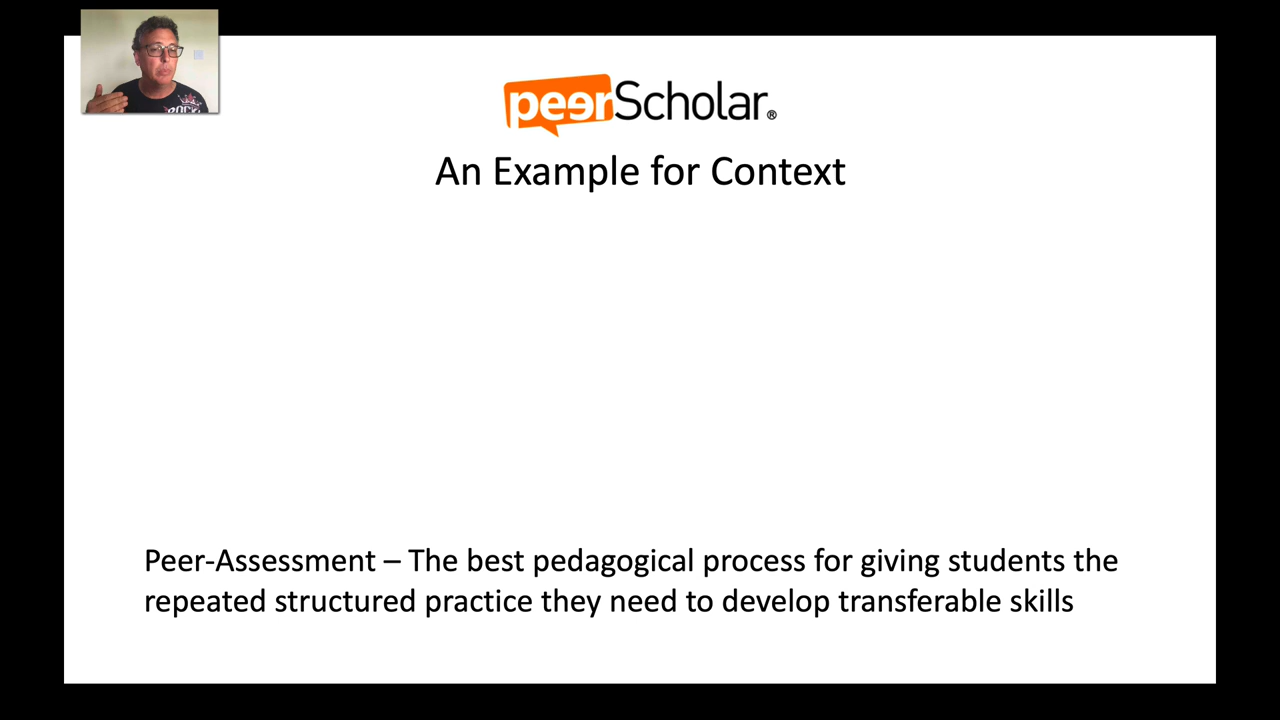 peerScholar®
An Example for Context
Peer-Assessment – The best pedagogical process for giving students the
repeated structured practice they need to develop transferable skills